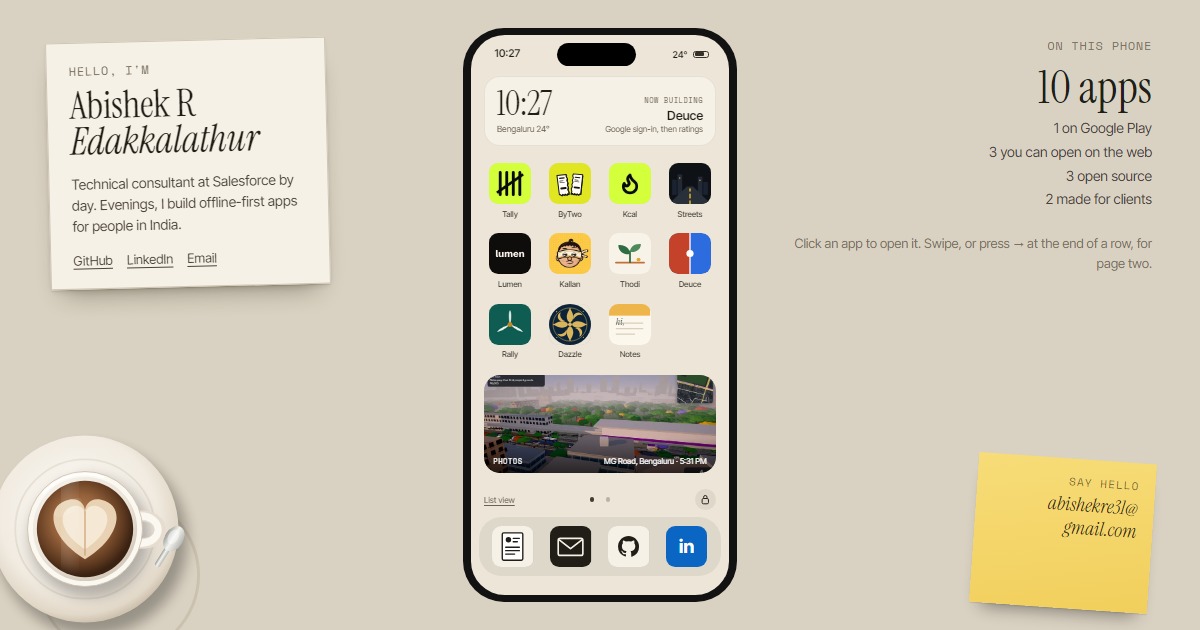 HELLO, I'M
Abishek R
Edakkalathur
Technical consultant at Salesforce by
day. Evenings, I build offline-first apps
for people in India.
GitHub LinkedIn Email
10:27 24°
10:27
Bengaluru 24°
NOW BUILDING
Deuce
Google sign-in, then ratings
Tally ByTwo Kcal Streets
lumen
Lumen Kallan Thodi Deuce
hi.
Rally Dazzle Notes
PHOTOS MG Road, Bengaluru · 5:31 PM
List view
in
ON THIS PHONE
10 apps
1 on Google Play
3 you can open on the web
3 open source
2 made for clients
Click an app to open it. Swipe, or press → at the end of a row, for
page two.
SAY HELLO
abishekre31@
gmail.com